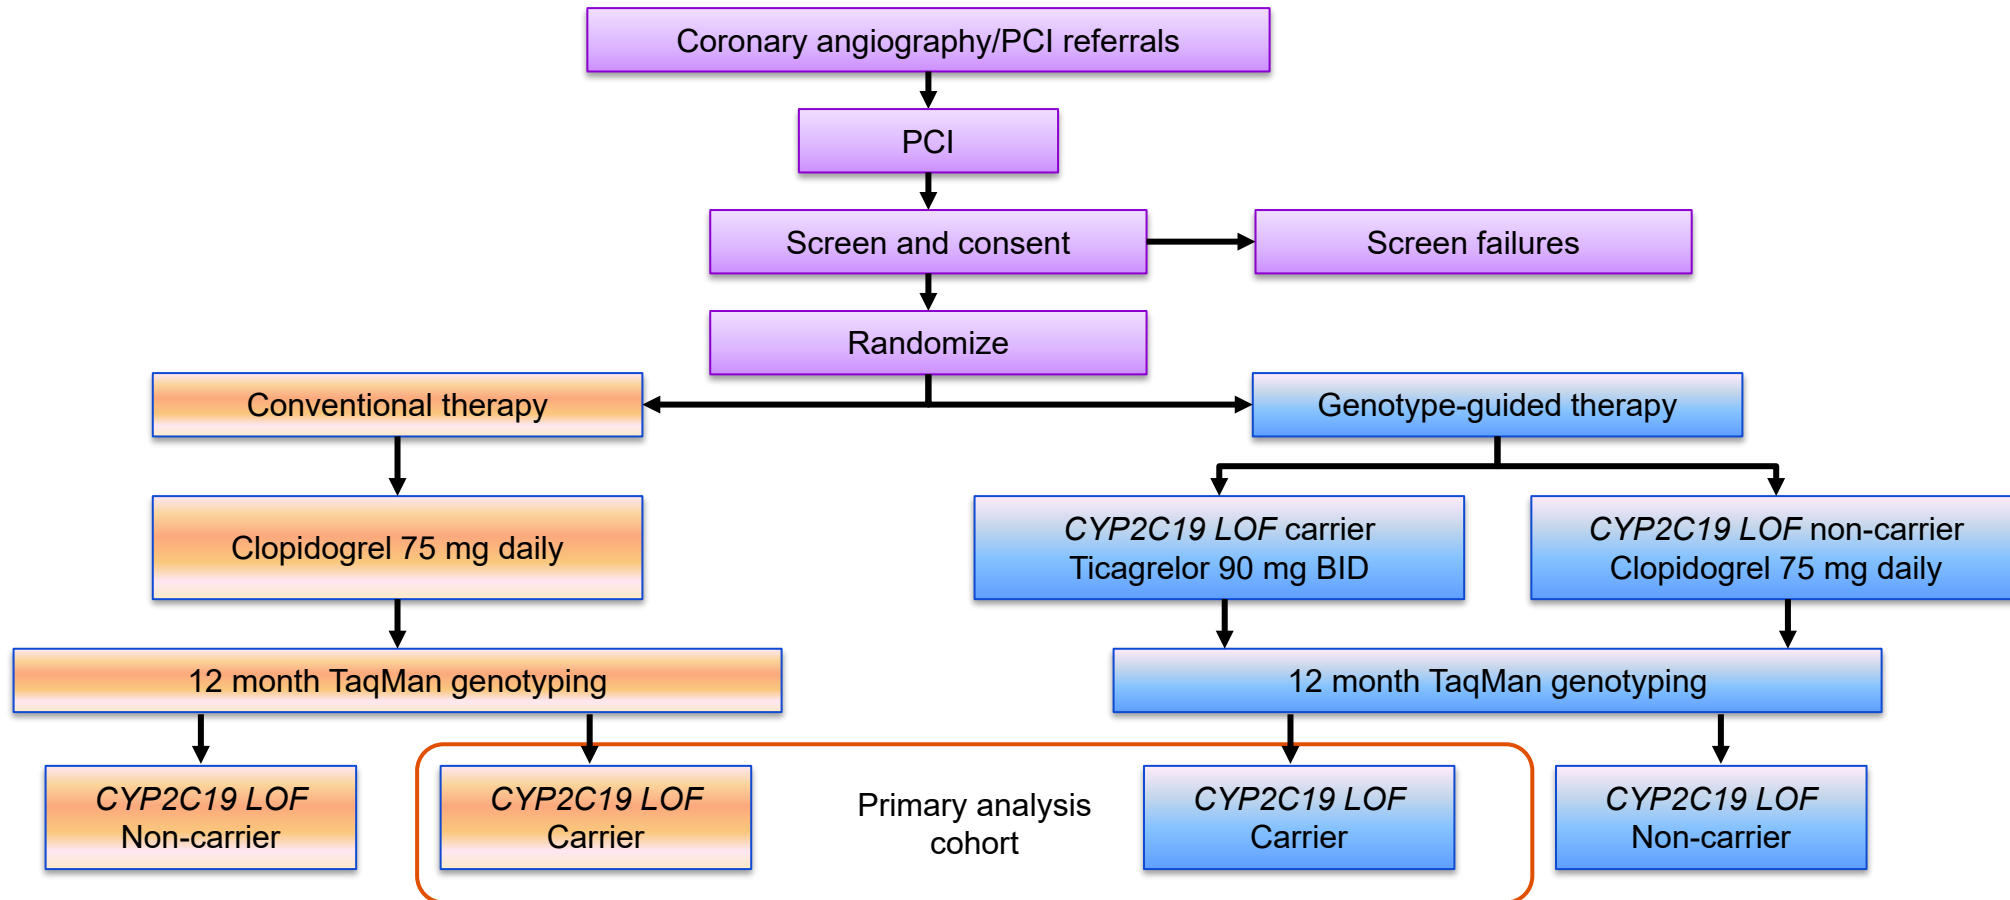 Coronary angiography/PCI referrals
PCI
Screen and consent
Screen failures
Randomize
Conventional therapy
Genotype-guided therapy
Clopidogrel 75 mg daily
CYP2C19 LOF carrier
Ticagrelor 90 mg BID
CYP2C19 LOF non-carrier
Clopidogrel 75 mg daily
12 month TaqMan genotyping
12 month TaqMan genotyping
CYP2C19 LOF
Non-carrier
CYP2C19 LOF
Carrier
Primary analysis
cohort
CYP2C19 LOF
Carrier
CYP2C19 LOF
Non-carrier